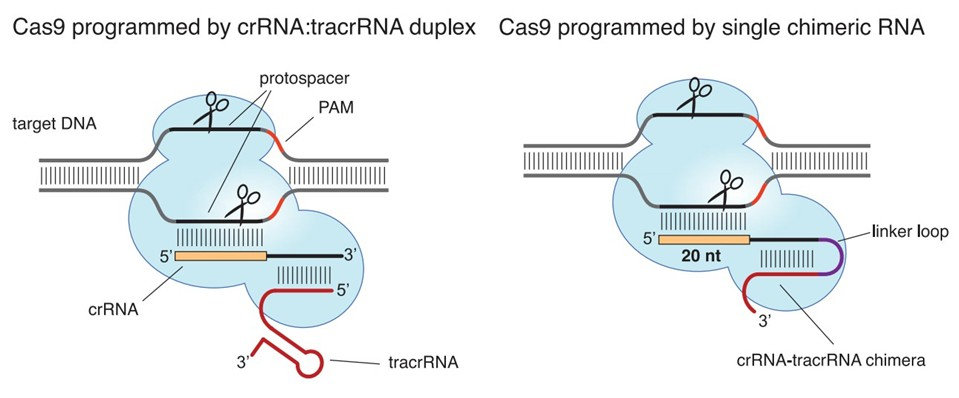 Cas9 programmed by crRNA:tracrRNA duplex
protospacer
PAM
target DNA
5’
3’
crRNA
5’
3’
tracrRNA
Cas9 programmed by single chimeric RNA
5’
20 nt
linker loop
3’
crRNA-tracrRNA chimera